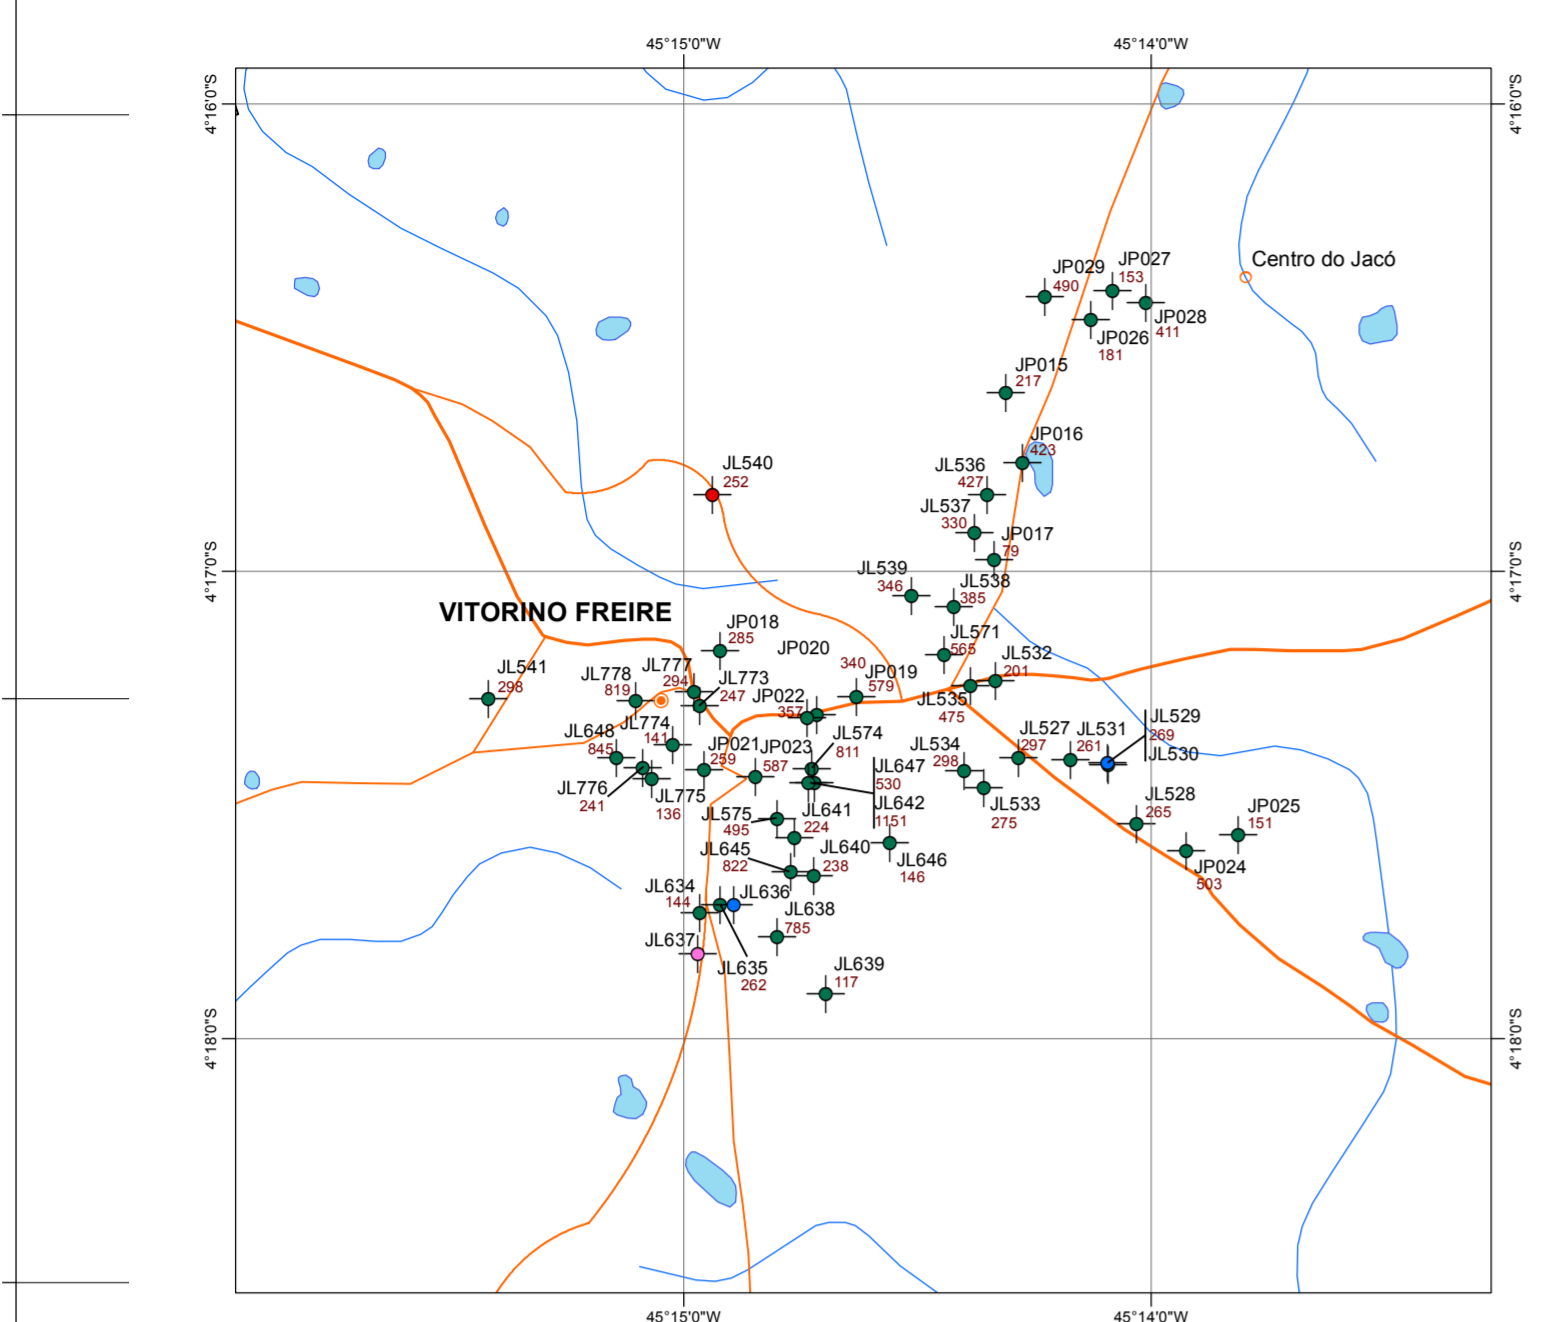 45°15'0"W
45°14'0"W
4°16'0"S
4°16'0"S
Centro do Jacó
JP029
490
JP027
153
JP028
411
JP026
181
JP015
217
JP016
423
JL540
252
JL536
427
JL537
330
JP017
79
4°17'0"S
4°17'0"S
JL539
346
JL538
385
VITORINO FREIRE
JP018
285
JP020
340
JL571
565
JL532
201
JL541
298
JL778
819
JL777
294
JL773
247
JP022
357
JP019
579
JL535
475
JL648
845
JL774
141
JP021
259
JP023
587
JL574
811
JL534
298
JL527
297
JL531
261
JL529
269
JL530
JL776
241
JL775
136
JL647
530
JL642
1151
JL533
275
JL528
265
JP025
151
JL575
495
JL641
224
JL645
822
JL640
238
JL646
146
JP024
503
JL634
144
JL636
JL638
785
JL637
JL635
262
JL639
117
4°18'0"S
4°18'0"S
45°15'0"W
45°14'0"W